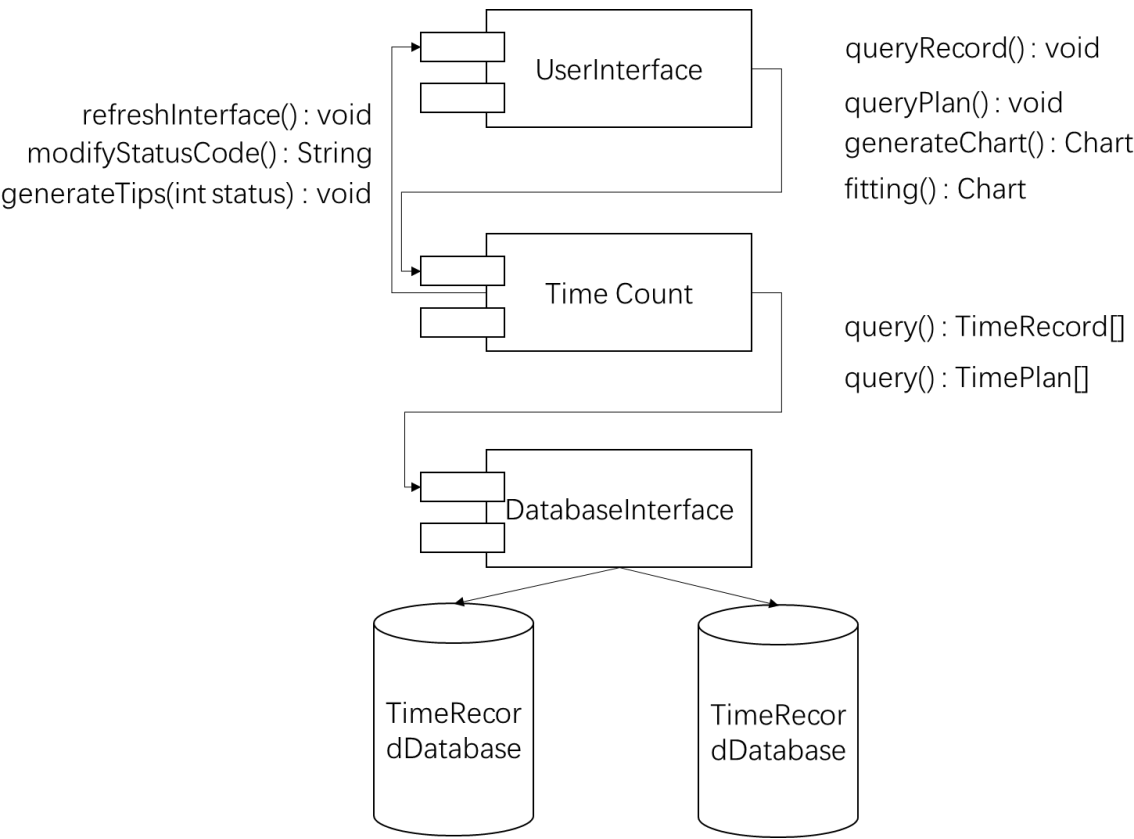 UserInterface
queryRecord() : void
queryPlan() : void
generateChart() : Chart
fitting() : Chart
refreshInterface() : void
modifyStatusCode() : String
generateTips(int status) : void
Time Count
query() : TimeRecord[]
query() : TimePlan[]
DatabaseInterface
TimeRecor
dDatabase
TimeRecor
dDatabase